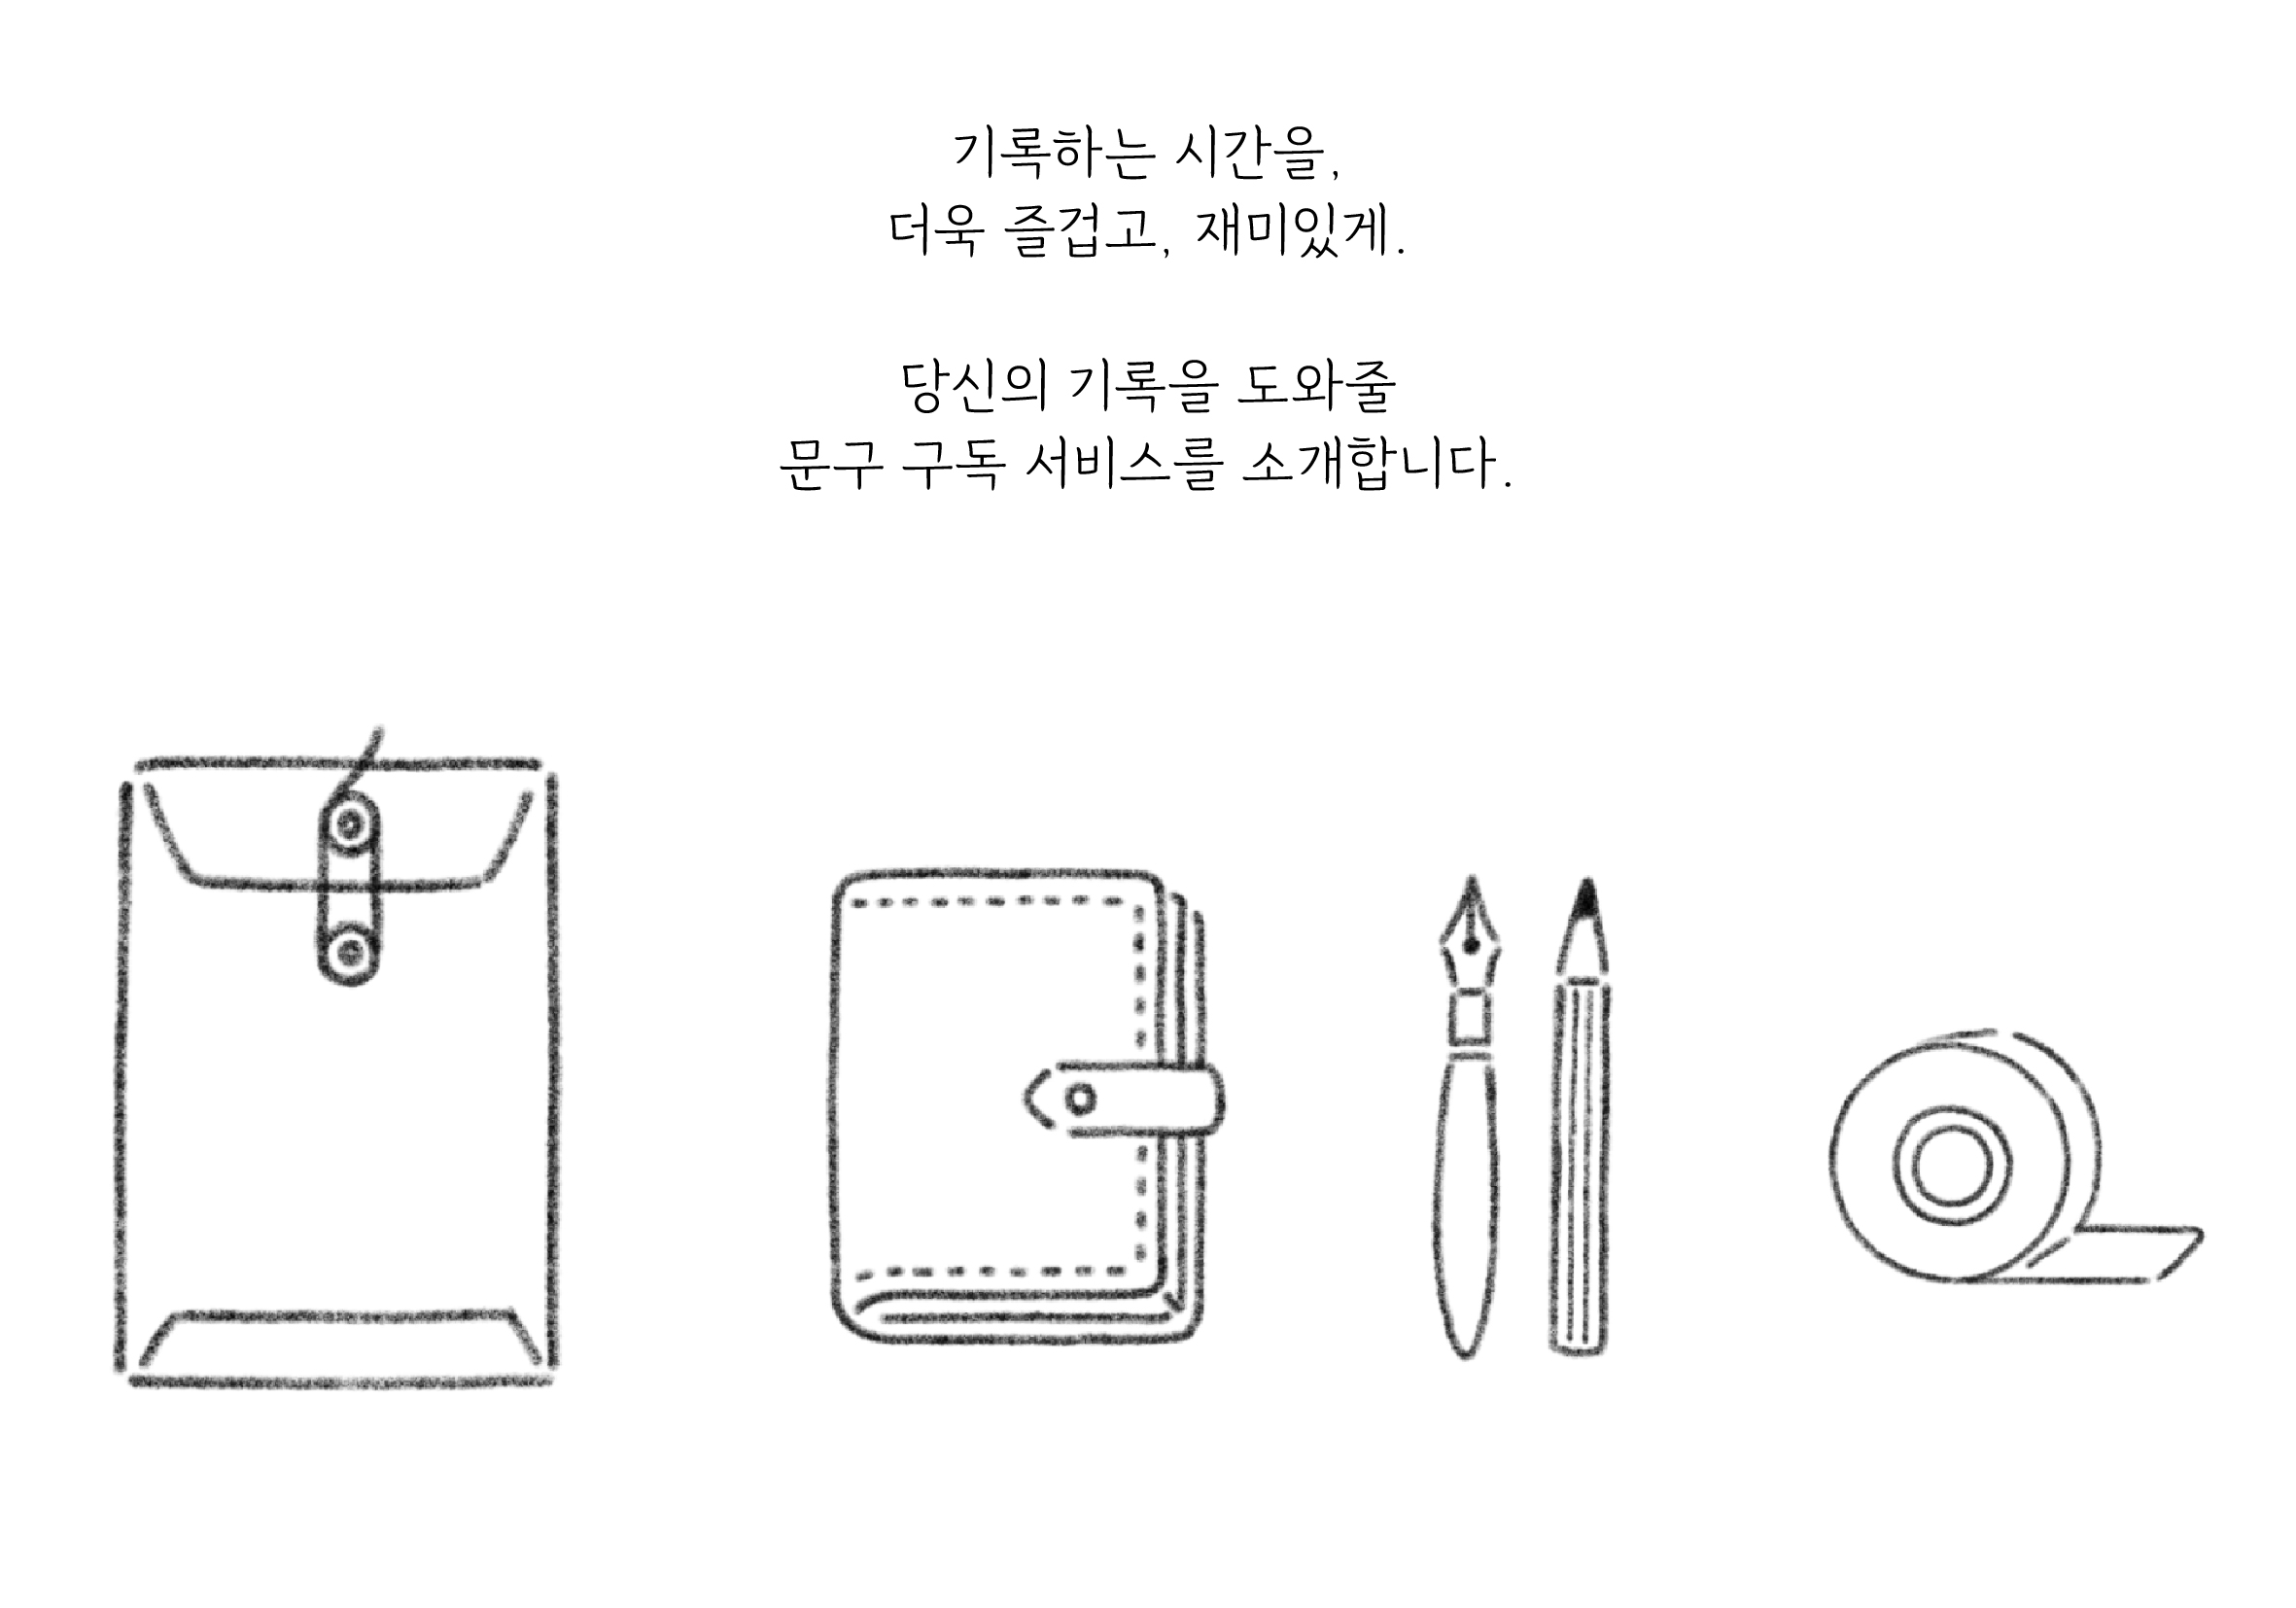 기록하는 시간을,
더욱 즐겁고, 재미있게.
당신의 기록을 도와줄
문구 구독 서비스를 소개합니다.